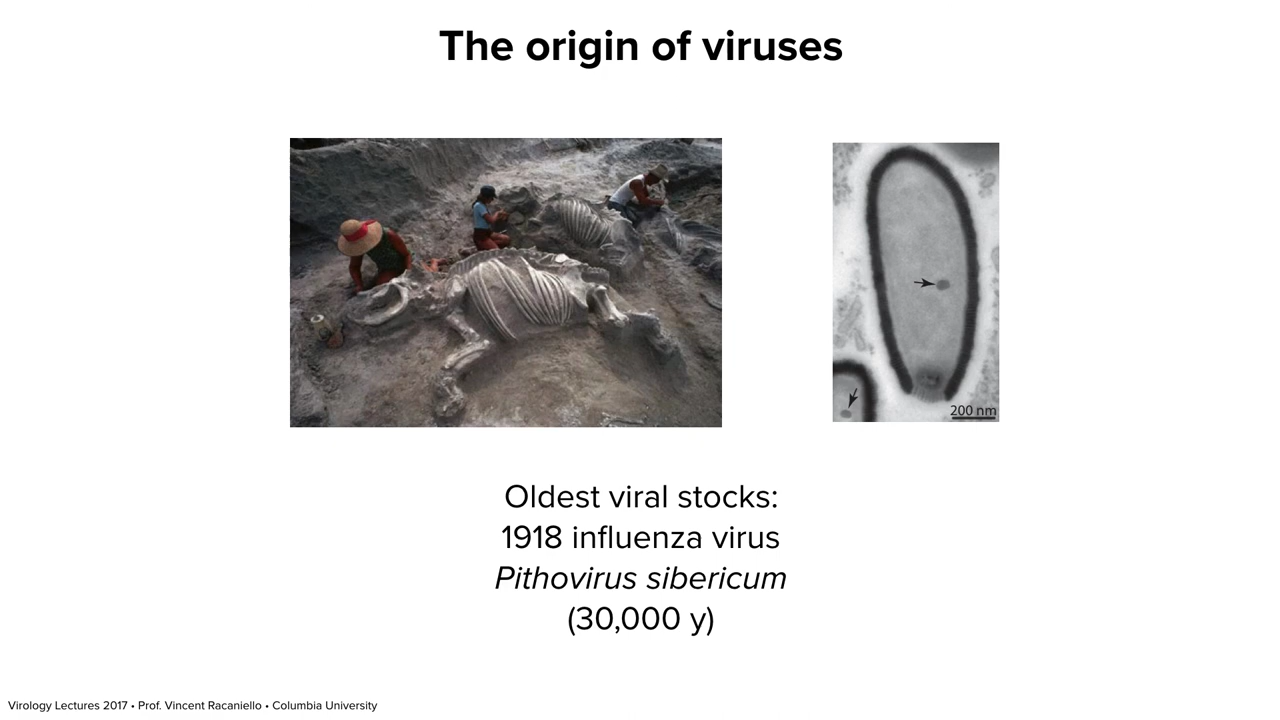 The origin of viruses
200 nm
Oldest viral stocks:
1918 influenza virus
Pithovirus sibericum
(30,000 y)
Virology Lectures 2017 • Prof. Vincent Racaniello • Columbia University